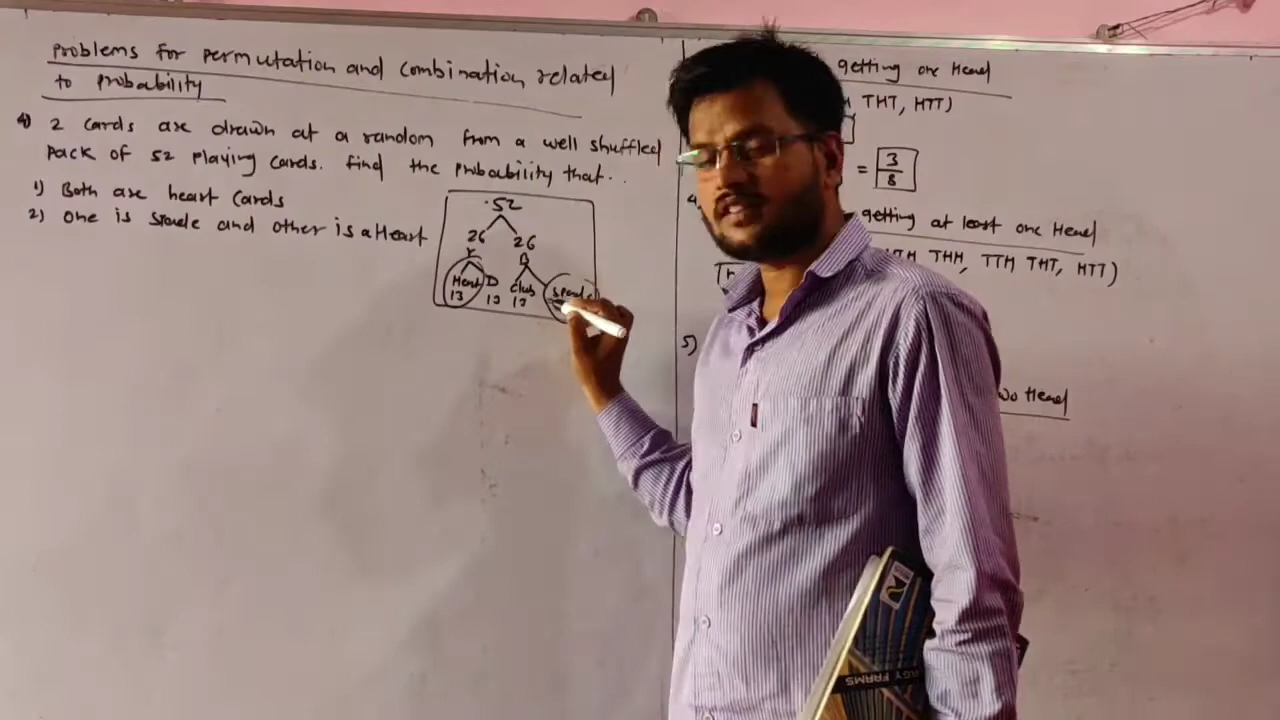 Problems for permutation and combination related
to probability
4) 2 cards are drawn at a random from a well shuffled
pack of 52 playing cards. find the probability that..
1) Both are heart cards
2) one is spade and other is a Heart
52
26 26
B
Heart D club spade
13 13 13
getting one Head
THT, HTT)
= 3/8
getting at least one Head
THH, TTH THT, HTT)
5)
wo Head
RGY FARMS